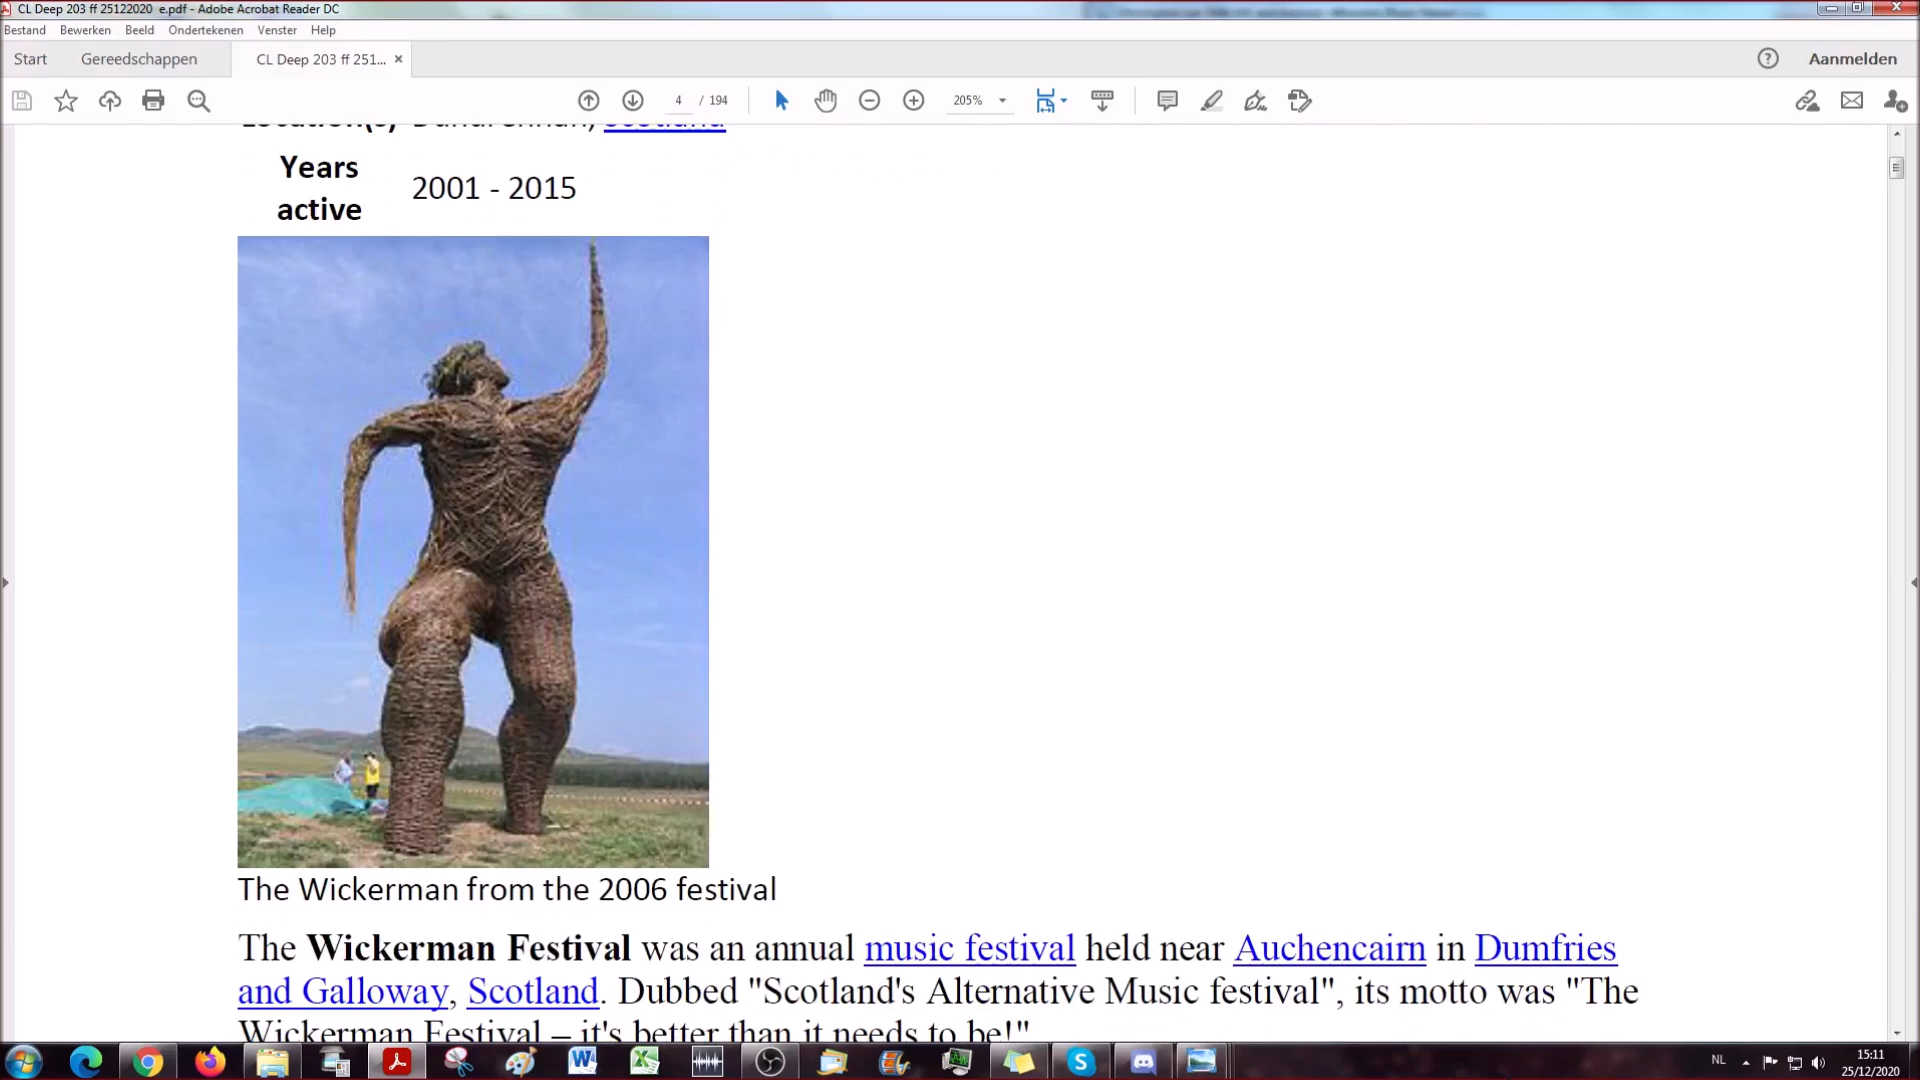 CL Deep 203 ff 25122020 e.pdf - Adobe Acrobat Reader DC
Bestand Bewerken Beeld Ondertekenen Venster Help
Start Gereedschappen CL Deep 203 ff 251... × Aanmelden
4 / 194 205%
Location(s) Dundrennan, Scotland
Years
active
2001 - 2015
The Wickerman from the 2006 festival
The Wickerman Festival was an annual music festival held near Auchencairn in Dumfries
and Galloway, Scotland. Dubbed "Scotland's Alternative Music festival", its motto was "The
Wickerman Festival – it's better than it needs to be!"
NL 15:11
25/12/2020